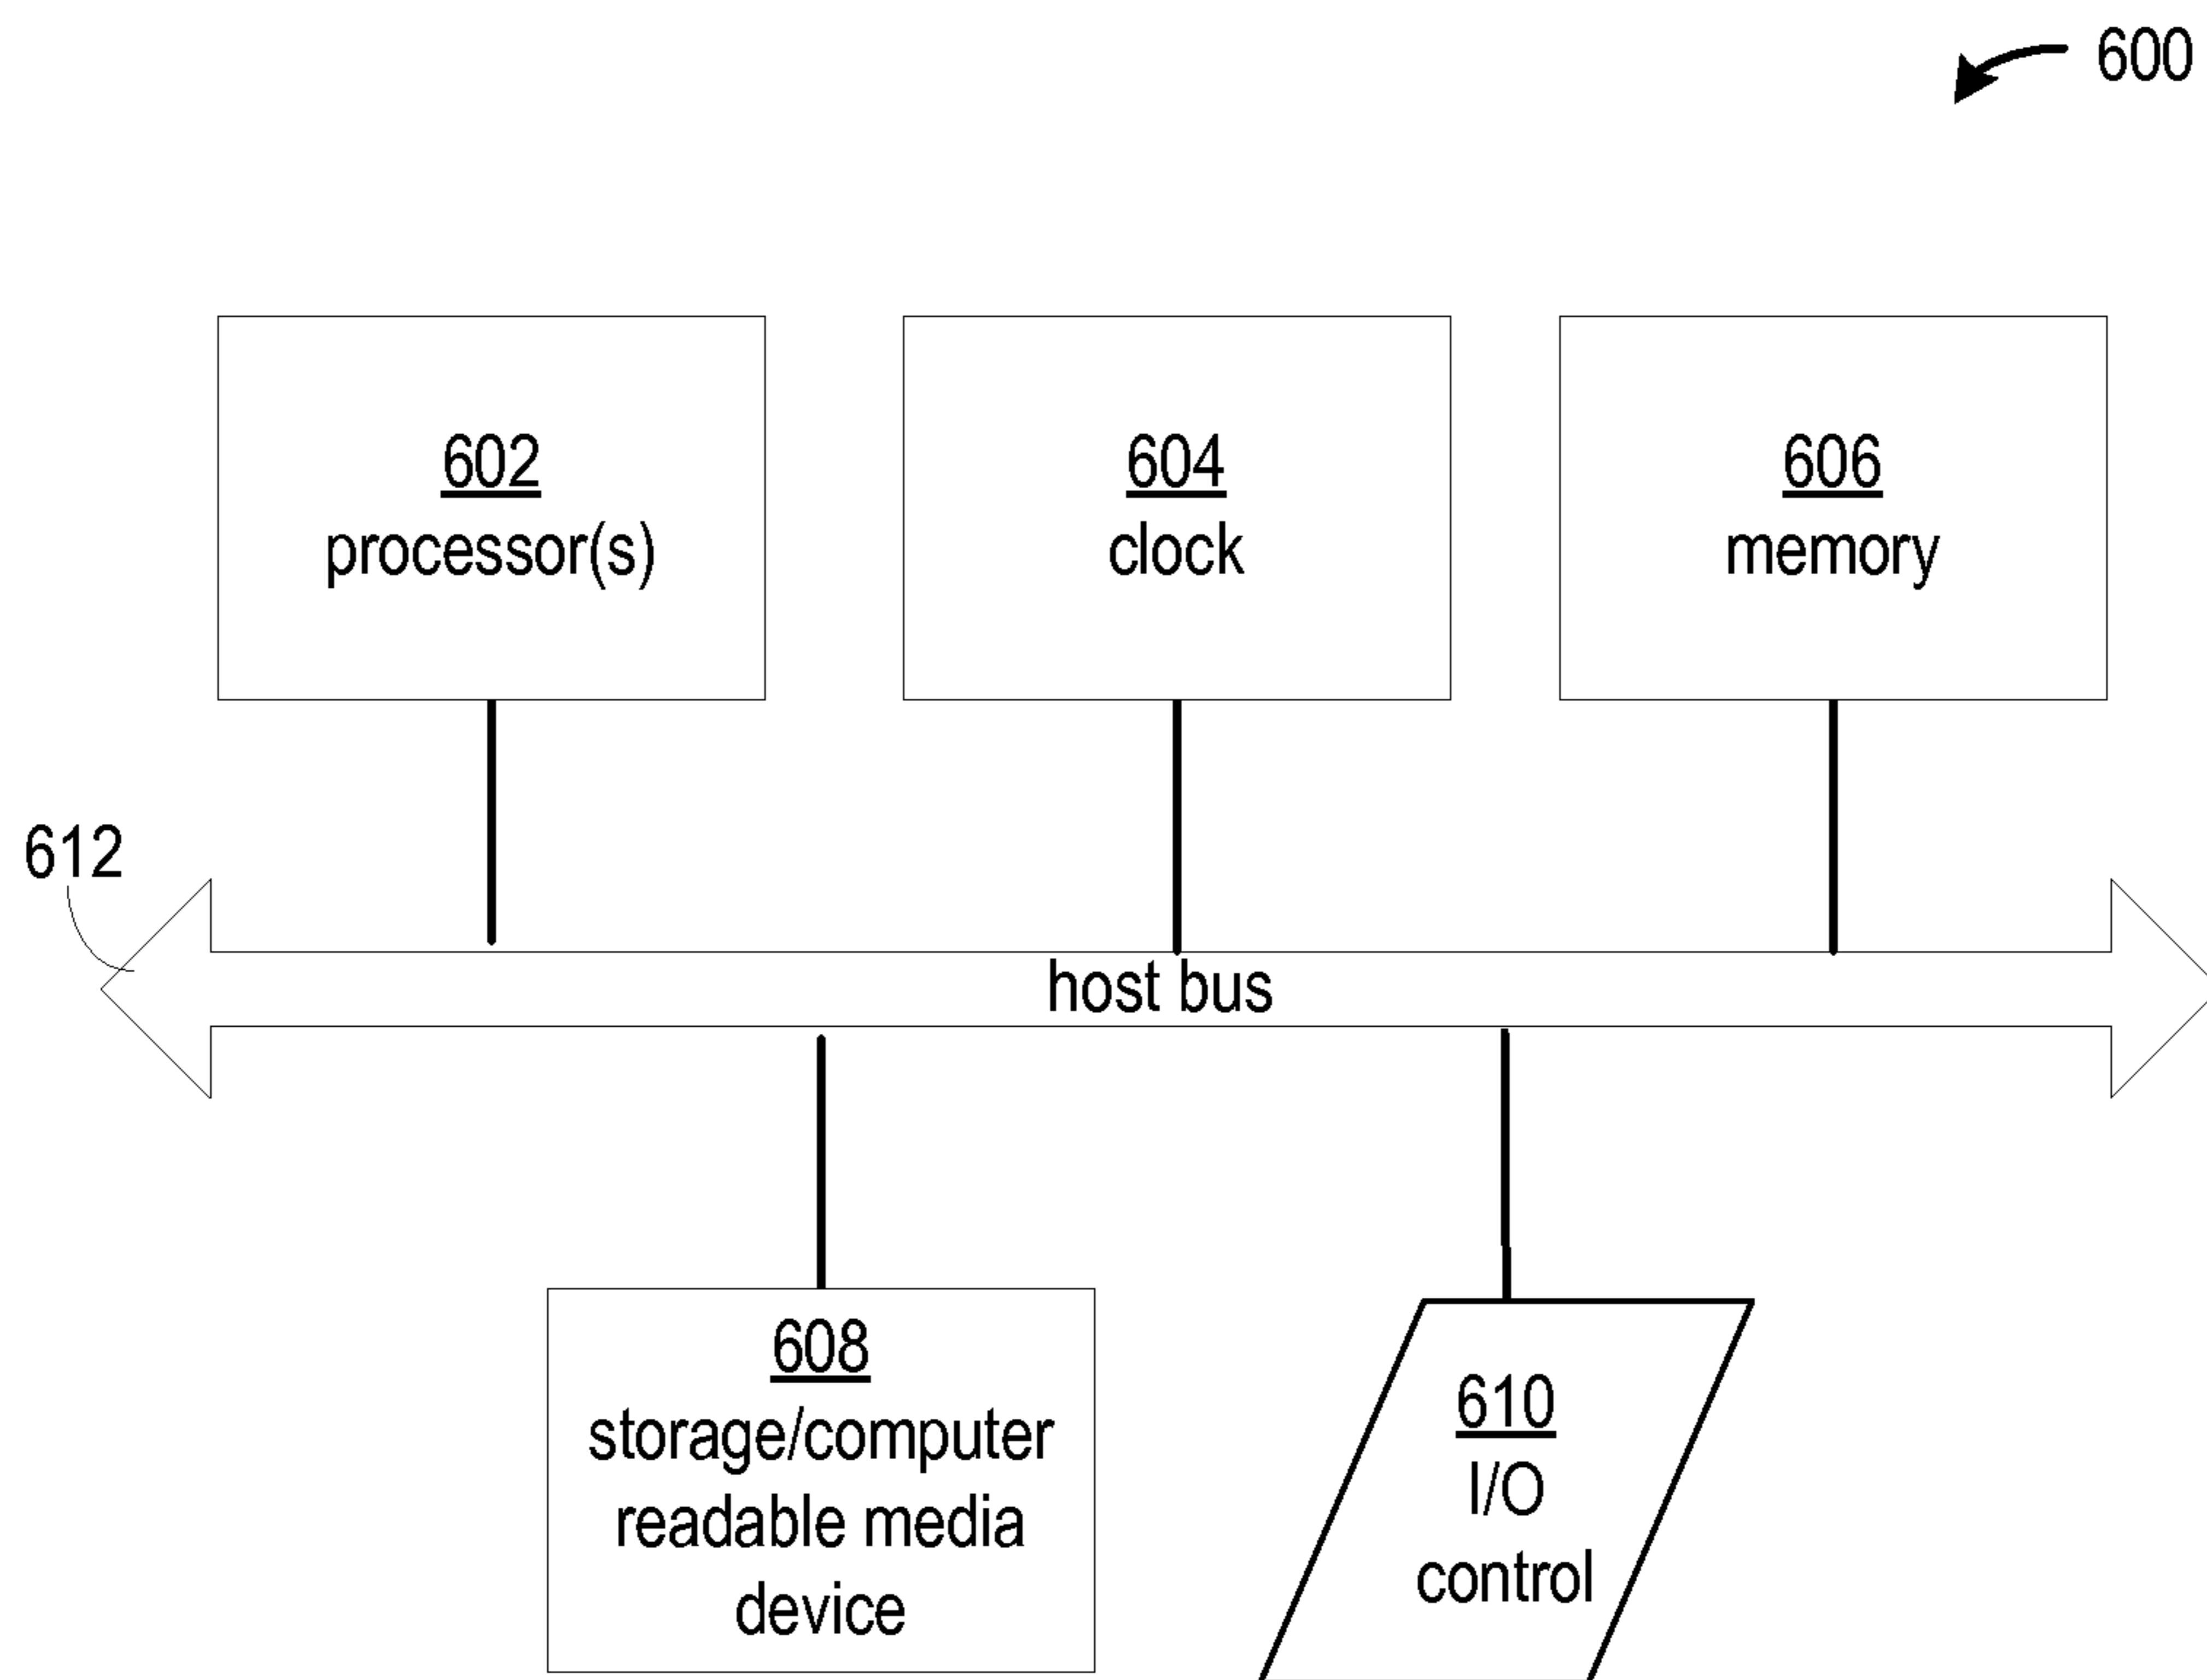 600
602
processor(s)
604
clock
606
memory
612
host bus
608
storage/computer
readable media
device
610
I/O
control